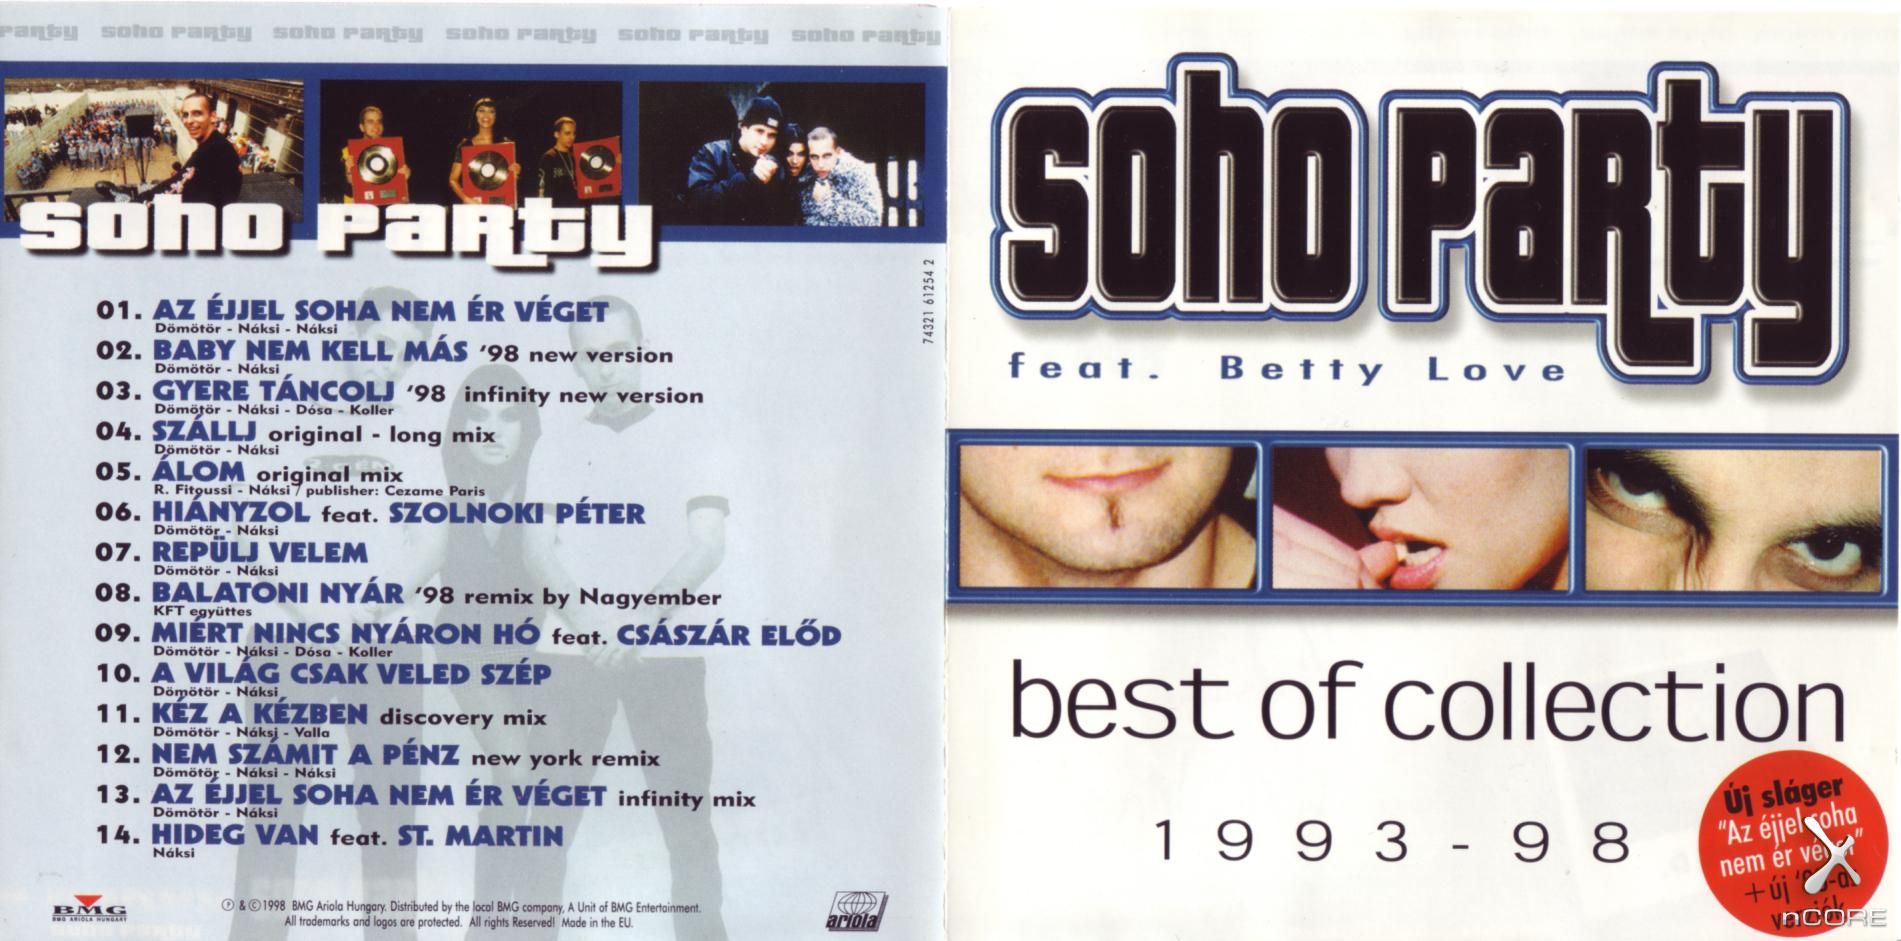 PARTY soho PARTY soho PARTY soho PARTY soho PARTY soho PARTY
soho PARTY
74321 61254 2
01. AZ ÉJJEL SOHA NEM ÉR VÉGET
Dömötör - Náksi - Náksi
02. BABY NEM KELL MÁS '98 new version
Dömötör - Náksi
03. GYERE TÁNCOLJ '98 infinity new version
Dömötör - Náksi - Dósa - Koller
04. SZÁLLJ original - long mix
Dömötör - Náksi
05. ÁLOM original mix
R. Fitoussi - Náksi / publisher: Cezame Paris
06. HIÁNYZOL feat. SZOLNOKI PÉTER
Dömötör - Náksi
07. REPÜLJ VELEM
Dömötör - Náksi
08. BALATONI NYÁR '98 remix by Nagyember
KFT együttes
09. MIÉRT NINCS NYÁRON HÓ feat. CSÁSZÁR ELŐD
Dömötör - Náksi - Dósa - Koller
10. A VILÁG CSAK VELED SZÉP
Dömötör - Náksi
11. KÉZ A KÉZBEN discovery mix
Dömötör - Náksi - Valla
12. NEM SZÁMIT A PÉNZ new york remix
Dömötör - Náksi - Náksi
13. AZ ÉJJEL SOHA NEM ÉR VÉGET infinity mix
Dömötör - Náksi
14. HIDEG VAN feat. ST. MARTIN
Náksi
BMG
BMG ARIOLA HUNGARY
℗ & © 1998 BMG Ariola Hungary. Distributed by the local BMG company, A Unit of BMG Entertainment.
All trademarks and logos are protected. All rights Reserved! Made in the EU.
ariola
soho PARTY
feat. Betty Love
best of collection
1993-98
Új sláger
"Az éjjel soha
nem ér
+ új
nCORE